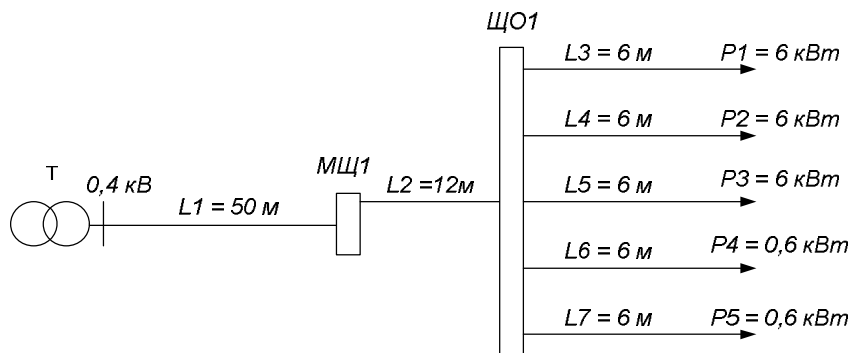 ЩО1
L3 = 6 м P1 = 6 кВт
L4 = 6 м P2 = 6 кВт
Т
0,4 кВ
МЩ1
L1 = 50 м
L2 =12м
L5 = 6 м P3 = 6 кВт
L6 = 6 м P4 = 0,6 кВт
L7 = 6 м P5 = 0,6 кВт